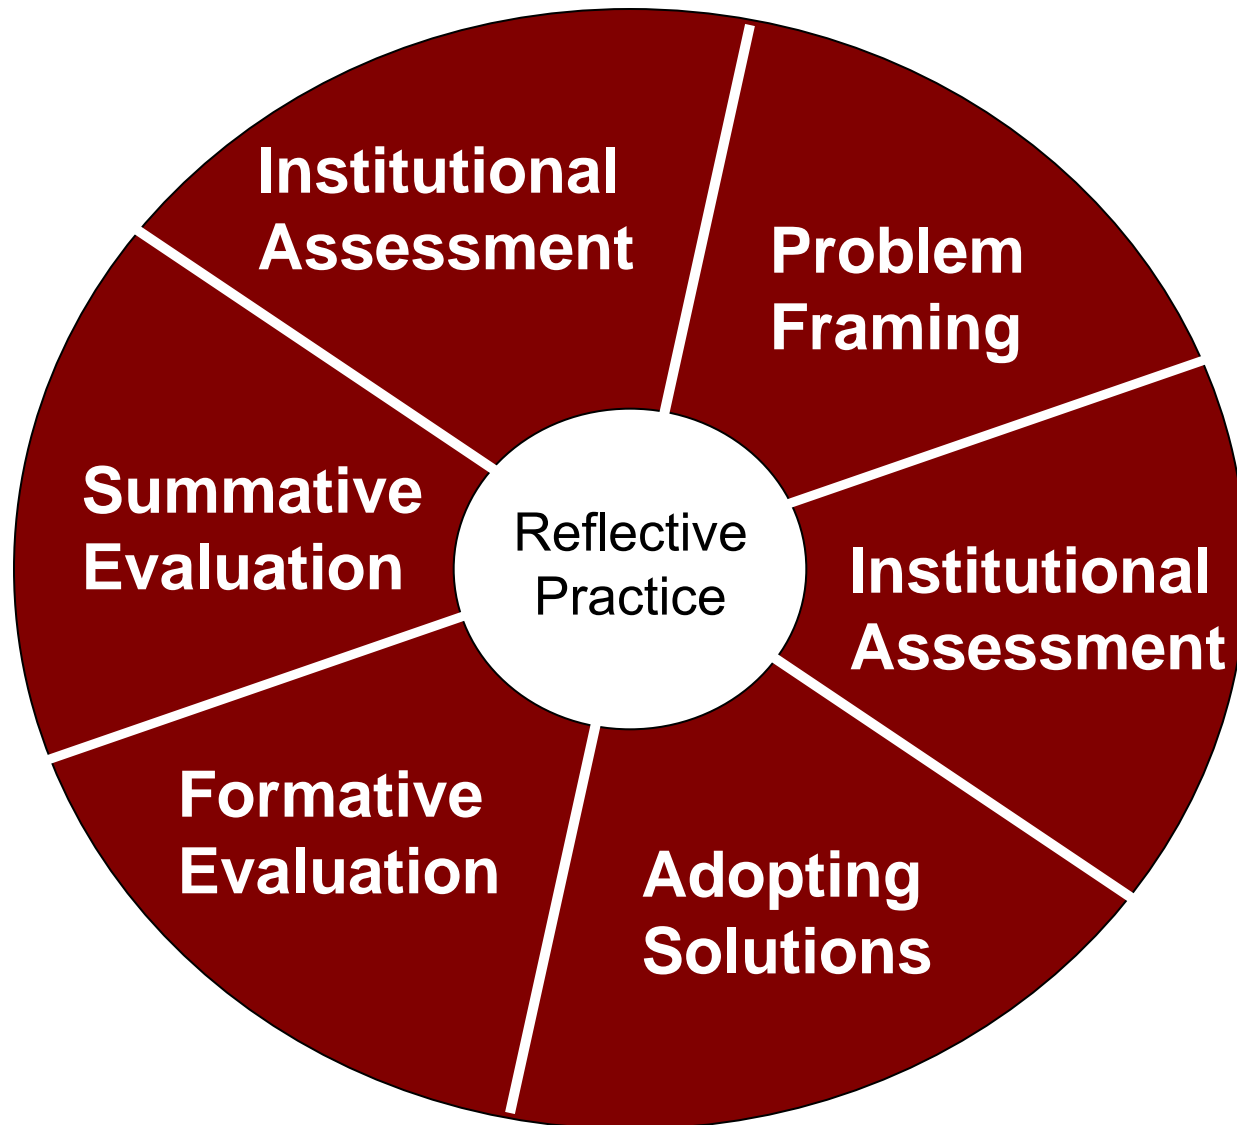 Institutional
Assessment
Problem
Framing
Institutional
Assessment
Adopting
Solutions
Formative
Evaluation
Summative
Evaluation
Reflective
Practice